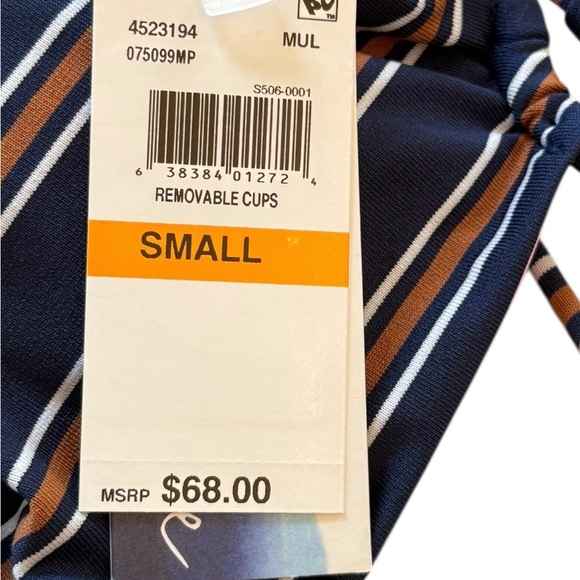 4523194 MUL
075099MP
S506-0001
6 38384 01272 4
REMOVABLE CUPS
SMALL
MSRP $68.00